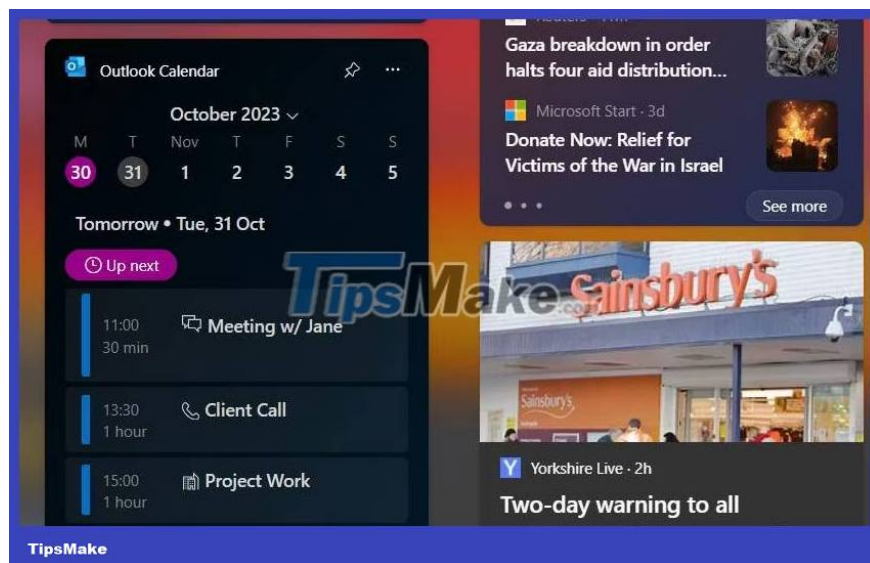 Outlook Calendar
October 2023
M T Nov T F S S
30 31 1 2 3 4 5
Tomorrow • Tue, 31 Oct
Up next
11:00
Meeting w/ Jane
30 min
13:30
Client Call
1 hour
15:00
Project Work
1 hour
Gaza breakdown in order
halts four aid distribution...
Microsoft Start · 3d
Donate Now: Relief for
Victims of the War in Israel
See more
TipsMake.com
Sainsbury's
Sainsbury's
Yorkshire Live · 2h
Two-day warning to all
TipsMake